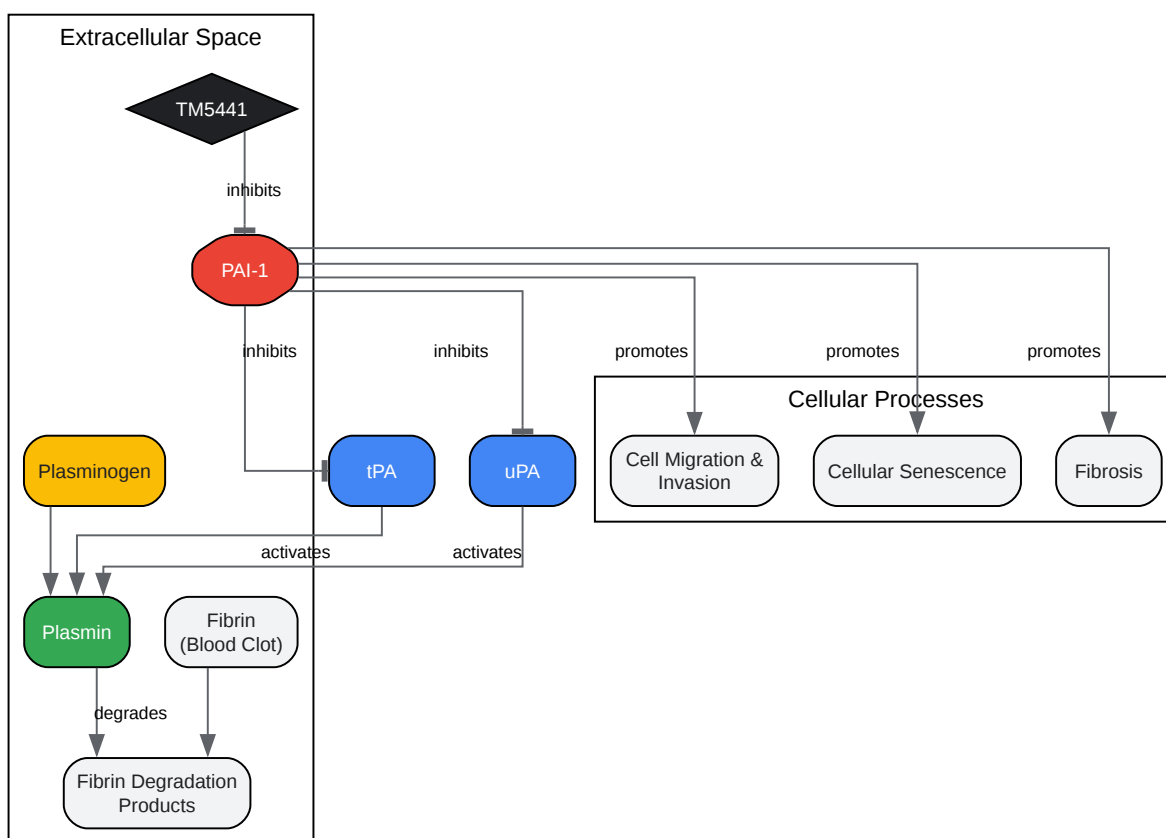 Extracellular Space
TM5441
inhibits
PAI-1
inhibits
inhibits
promotes
promotes
promotes
Cellular Processes
Plasminogen
tPA
uPA
Cell Migration &
Invasion
Cellular Senescence
Fibrosis
activates
activates
Plasmin
Fibrin
(Blood Clot)
degrades
Fibrin Degradation
Products